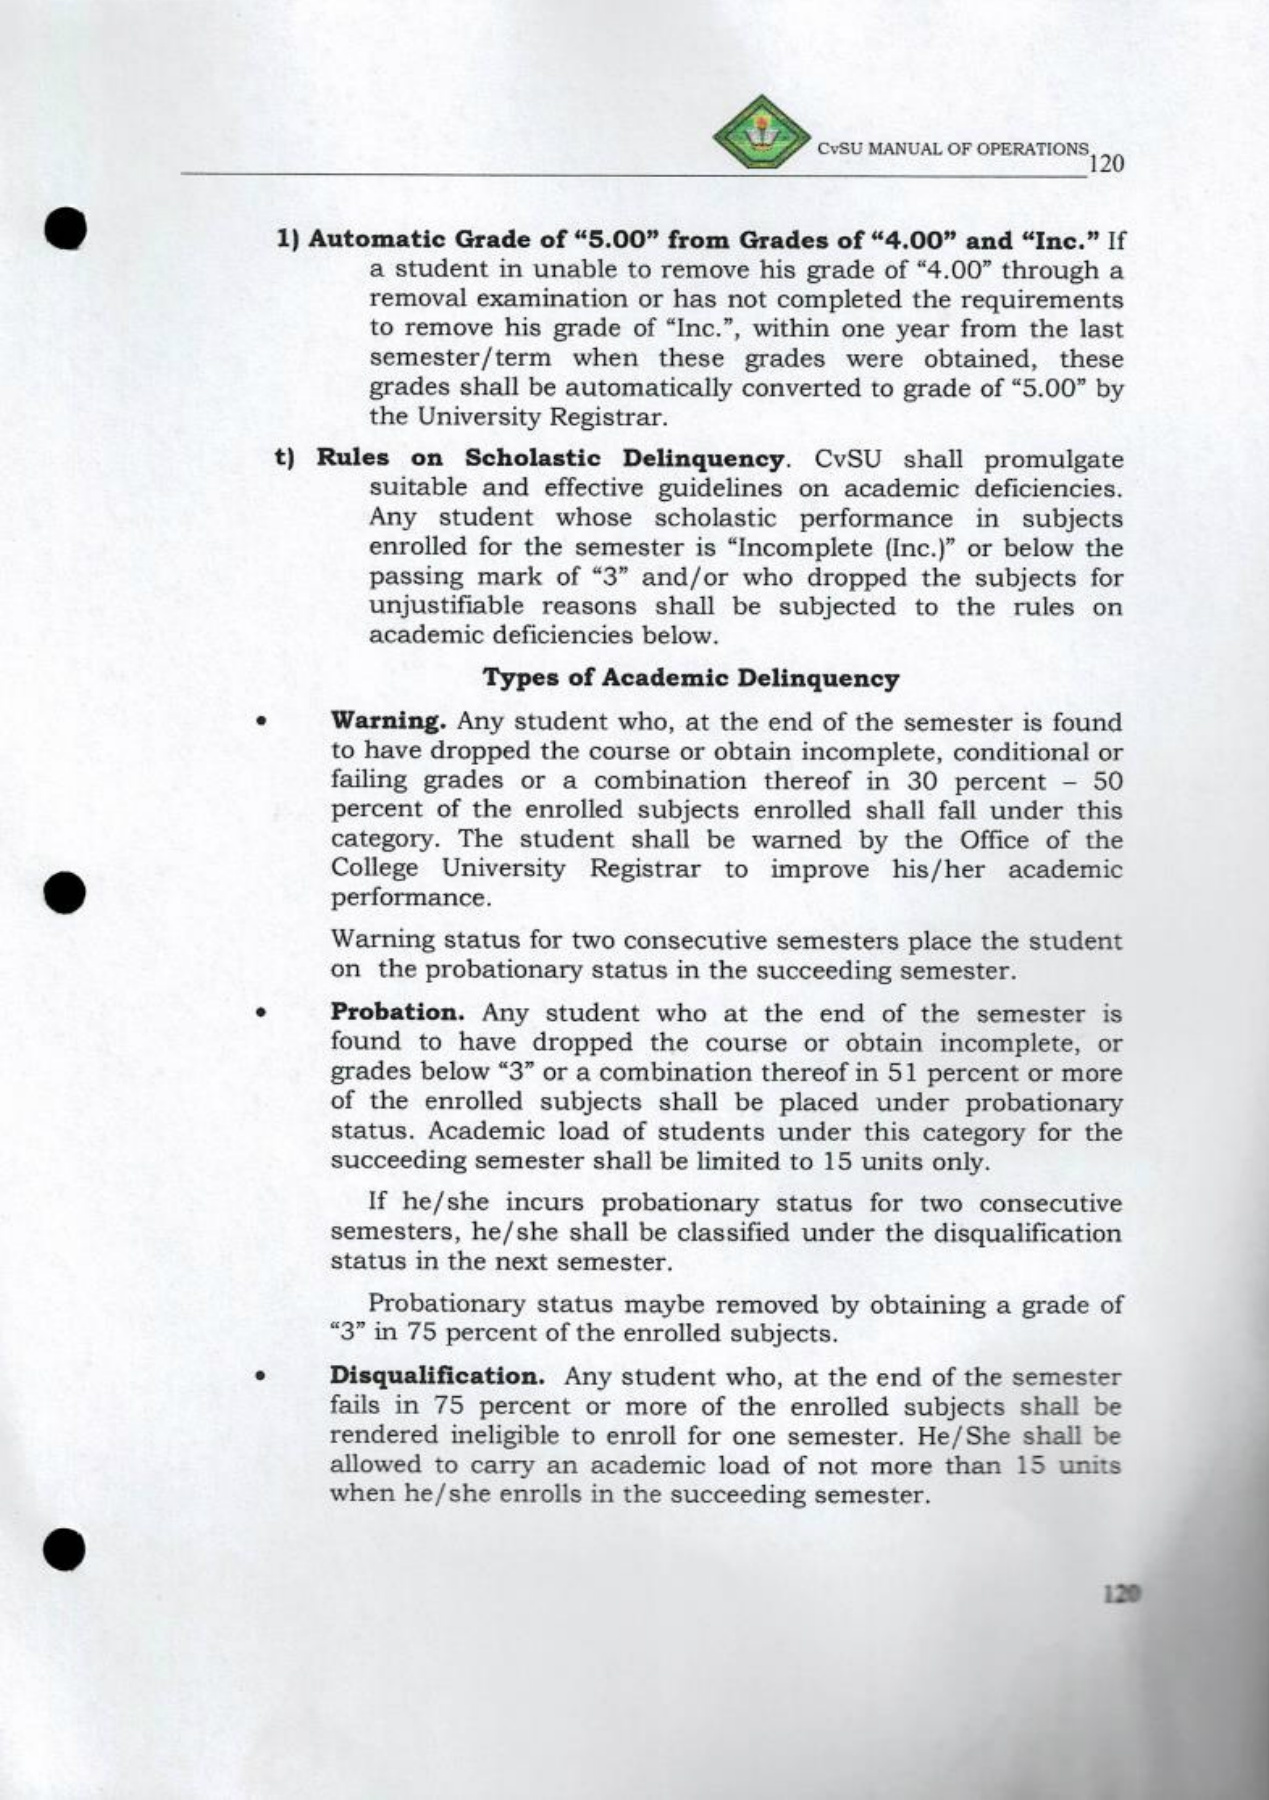 CvSU MANUAL OF OPERATIONS
120
1) Automatic Grade of “5.00” from Grades of “4.00” and “Inc.” If
a student in unable to remove his grade of “4.00” through a
removal examination or has not completed the requirements
to remove his grade of “Inc.”, within one year from the last
semester/term when these grades were obtained, these
grades shall be automatically converted to grade of “5.00” by
the University Registrar.
t) Rules on Scholastic Delinquency. CvSU shall promulgate
suitable and effective guidelines on academic deficiencies.
Any student whose scholastic performance in subjects
enrolled for the semester is “Incomplete (Inc.)” or below the
passing mark of “3” and/or who dropped the subjects for
unjustifiable reasons shall be subjected to the rules on
academic deficiencies below.
Types of Academic Delinquency
• Warning. Any student who, at the end of the semester is found
to have dropped the course or obtain incomplete, conditional or
failing grades or a combination thereof in 30 percent – 50
percent of the enrolled subjects enrolled shall fall under this
category. The student shall be warned by the Office of the
College University Registrar to improve his/her academic
performance.
Warning status for two consecutive semesters place the student
on the probationary status in the succeeding semester.
• Probation. Any student who at the end of the semester is
found to have dropped the course or obtain incomplete, or
grades below “3” or a combination thereof in 51 percent or more
of the enrolled subjects shall be placed under probationary
status. Academic load of students under this category for the
succeeding semester shall be limited to 15 units only.
If he/she incurs probationary status for two consecutive
semesters, he/she shall be classified under the disqualification
status in the next semester.
Probationary status maybe removed by obtaining a grade of
“3” in 75 percent of the enrolled subjects.
• Disqualification. Any student who, at the end of the semester
fails in 75 percent or more of the enrolled subjects shall be
rendered ineligible to enroll for one semester. He/She shall be
allowed to carry an academic load of not more than 15 units
when he/she enrolls in the succeeding semester.
120